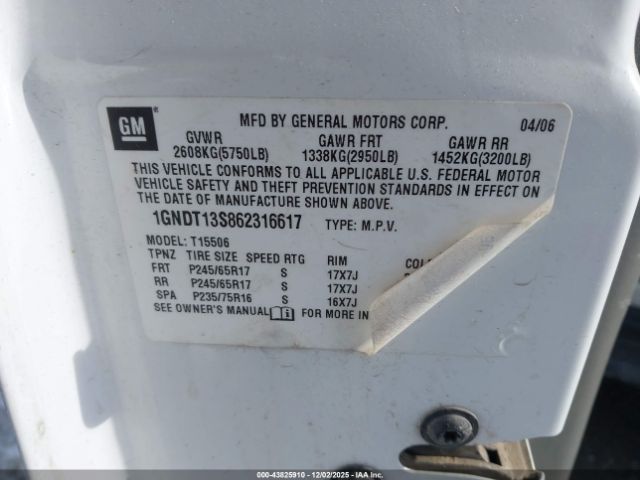 GM ®
MFD BY GENERAL MOTORS CORP. 04/06
GVWR GAWR FRT GAWR RR
2608KG(5750LB) 1338KG(2950LB) 1452KG(3200LB)
THIS VEHICLE CONFORMS TO ALL APPLICABLE U.S. FEDERAL MOTOR
VEHICLE SAFETY AND THEFT PREVENTION STANDARDS IN EFFECT ON
THE DATE OF MANUFACTURE SHOWN ABOVE.
1GNDT13S862316617 TYPE: M.P.V.
MODEL: T15506
TPNZ TIRE SIZE SPEED RTG RIM
FRT P245/65R17 S 17X7J
RR P245/65R17 S 17X7J
SPA P235/75R16 S 16X7J
SEE OWNER'S MANUAL FOR MORE IN
00-43825910 - 12/02/2025 - IAAI.COM